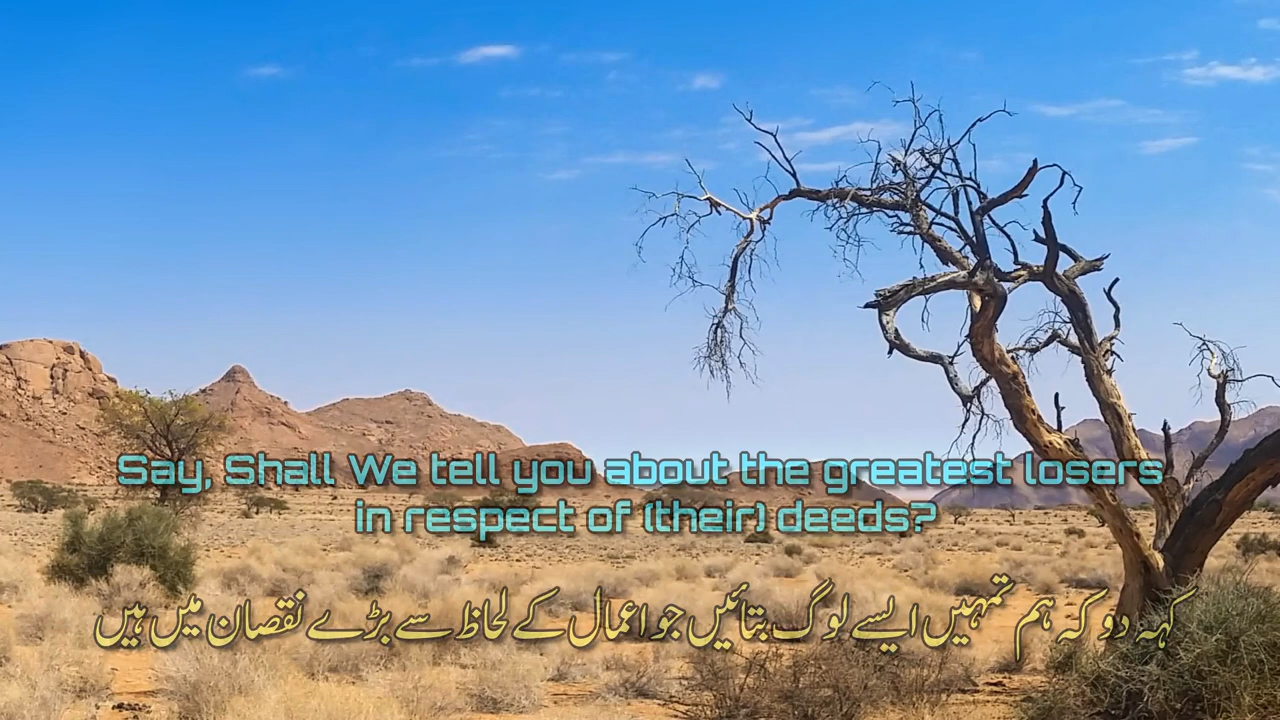 Say, Shall We tell you about the greatest losers
in respect of (their) deeds?
کہہ دو کہ ہم تمہیں ایسے لوگ بتائیں جو اعمال کے لحاظ سے بڑے نقصان میں ہیں